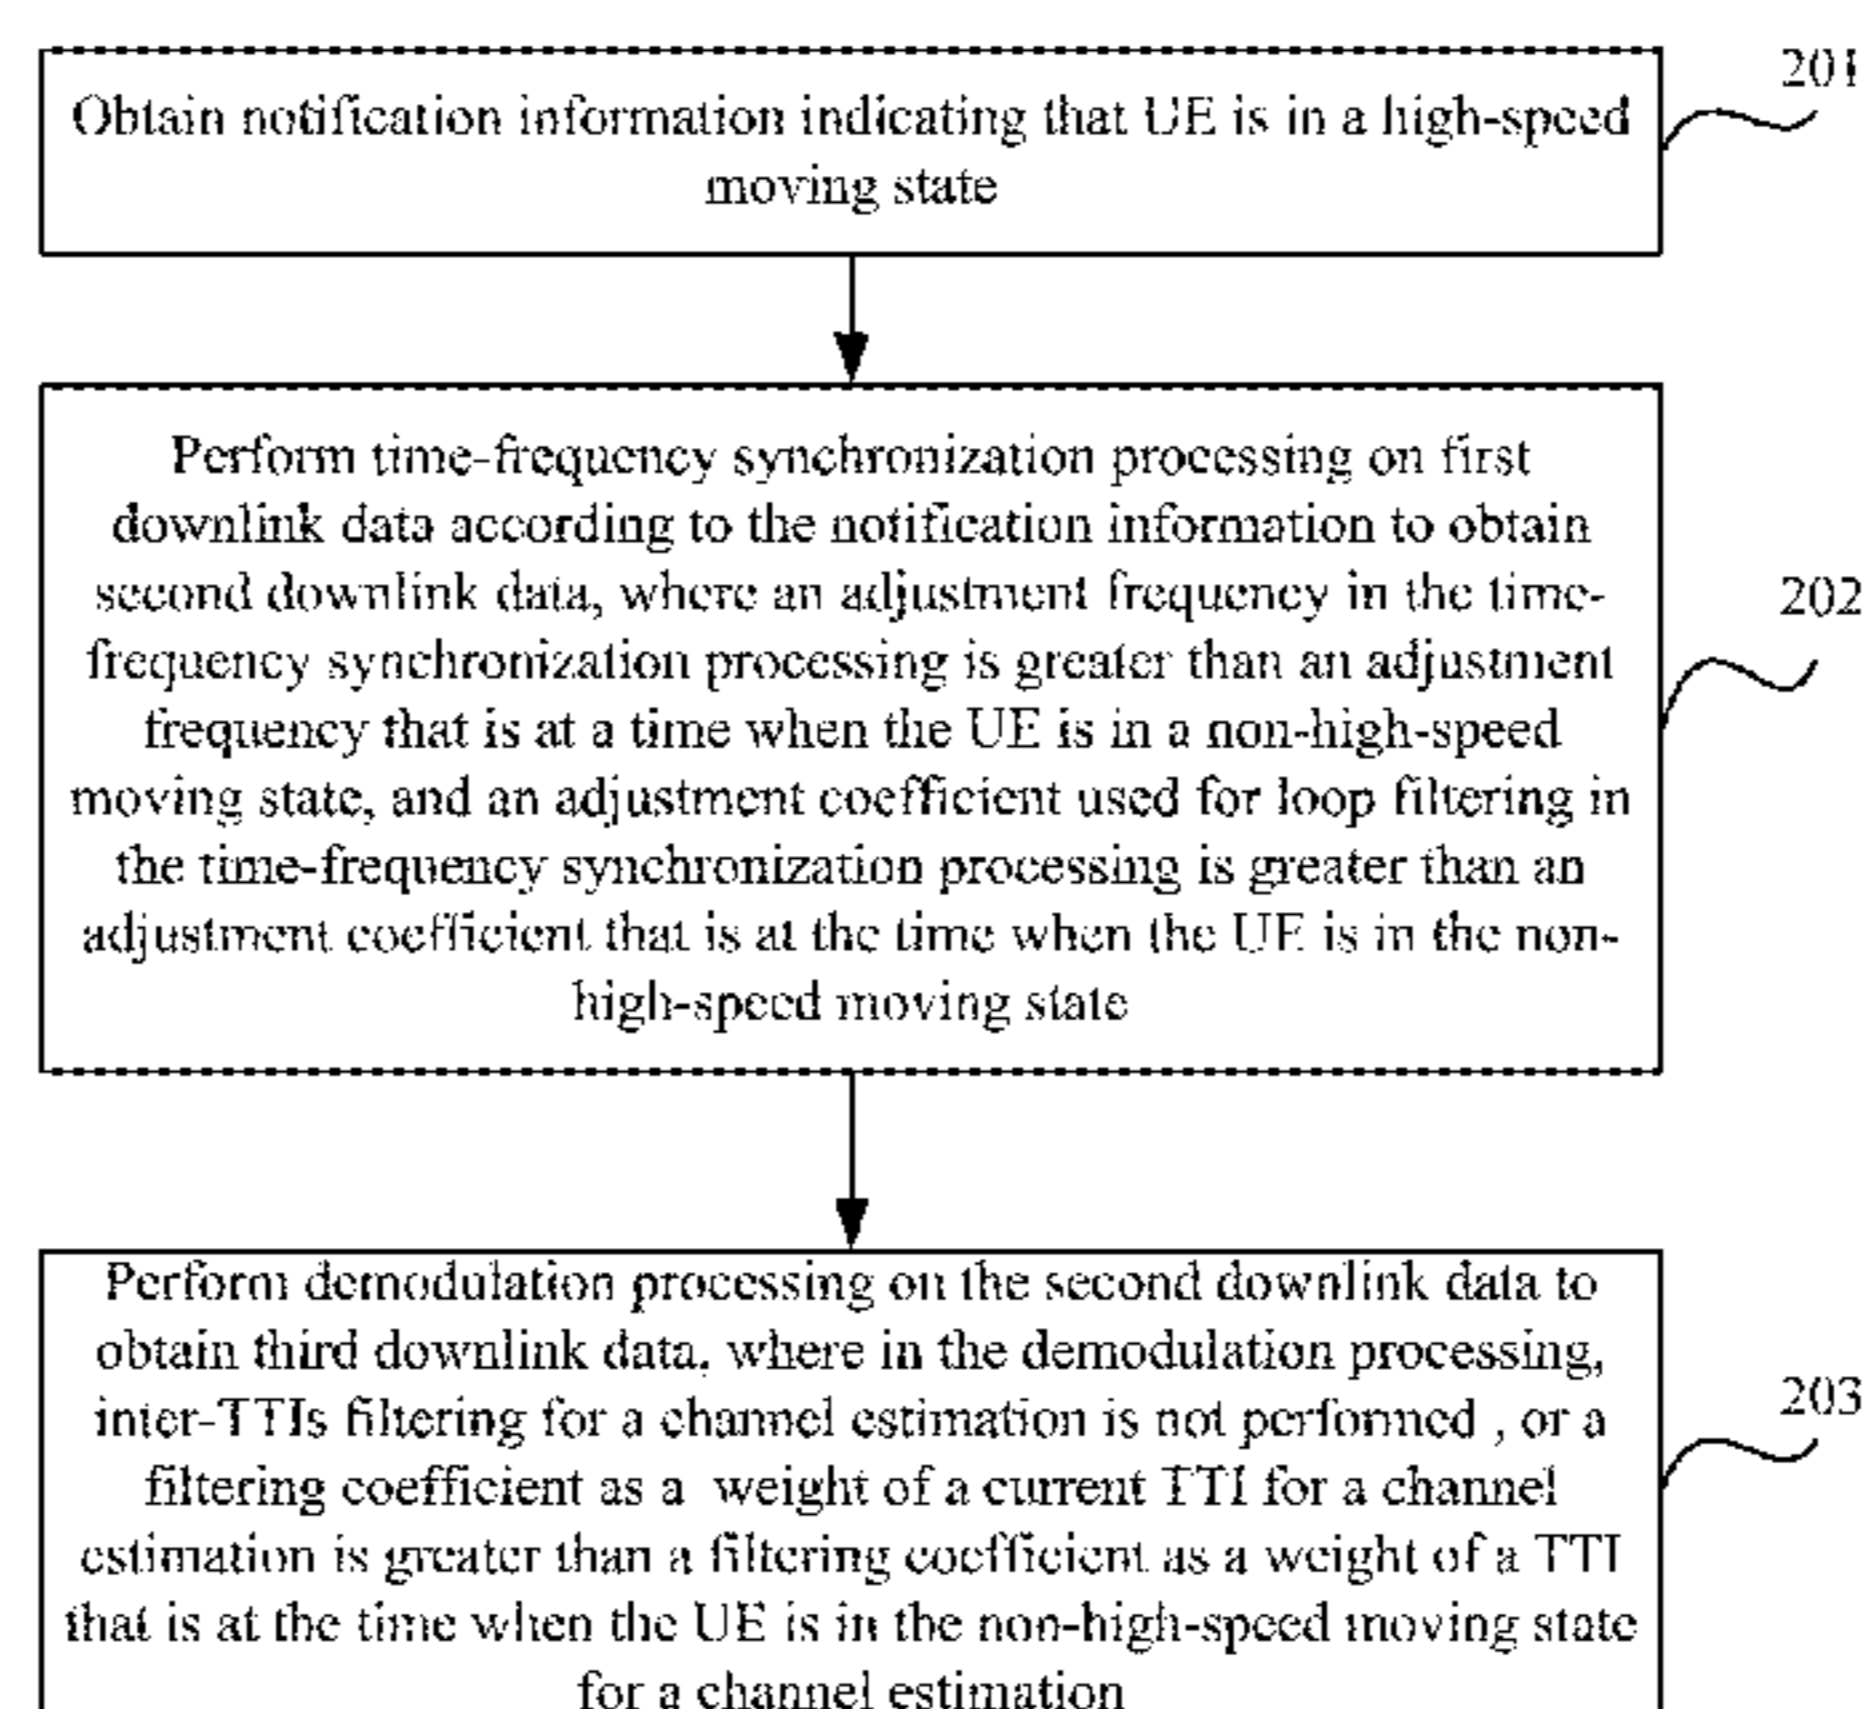 201
Obtain notification information indicating that UE is in a high-speed
moving state
Perform time-frequency synchronization processing on first
downlink data according to the notification information to obtain
second downlink data, where an adjustment frequency in the time-
202
frequency synchronization processing is greater than an adjustment
frequency that is at a time when the UE is in a non-high-speed
moving state, and an adjustment coefficient used for loop filtering in
the time-frequency synchronization processing is greater than an
adjustment coefficient that is at the time when the UE is in the non-
high-speed moving state
Perform demodulation processing on the second downlink data to
obtain third downlink data, where in the demodulation processing,
203
inter-TTIs filtering for a channel estimation is not performed , or a
filtering coefficient as a weight of a current TTI for a channel
estimation is greater than a filtering coefficient as a weight of a TTI
that is at the time when the UE is in the non-high-speed moving state
for a channel estimation